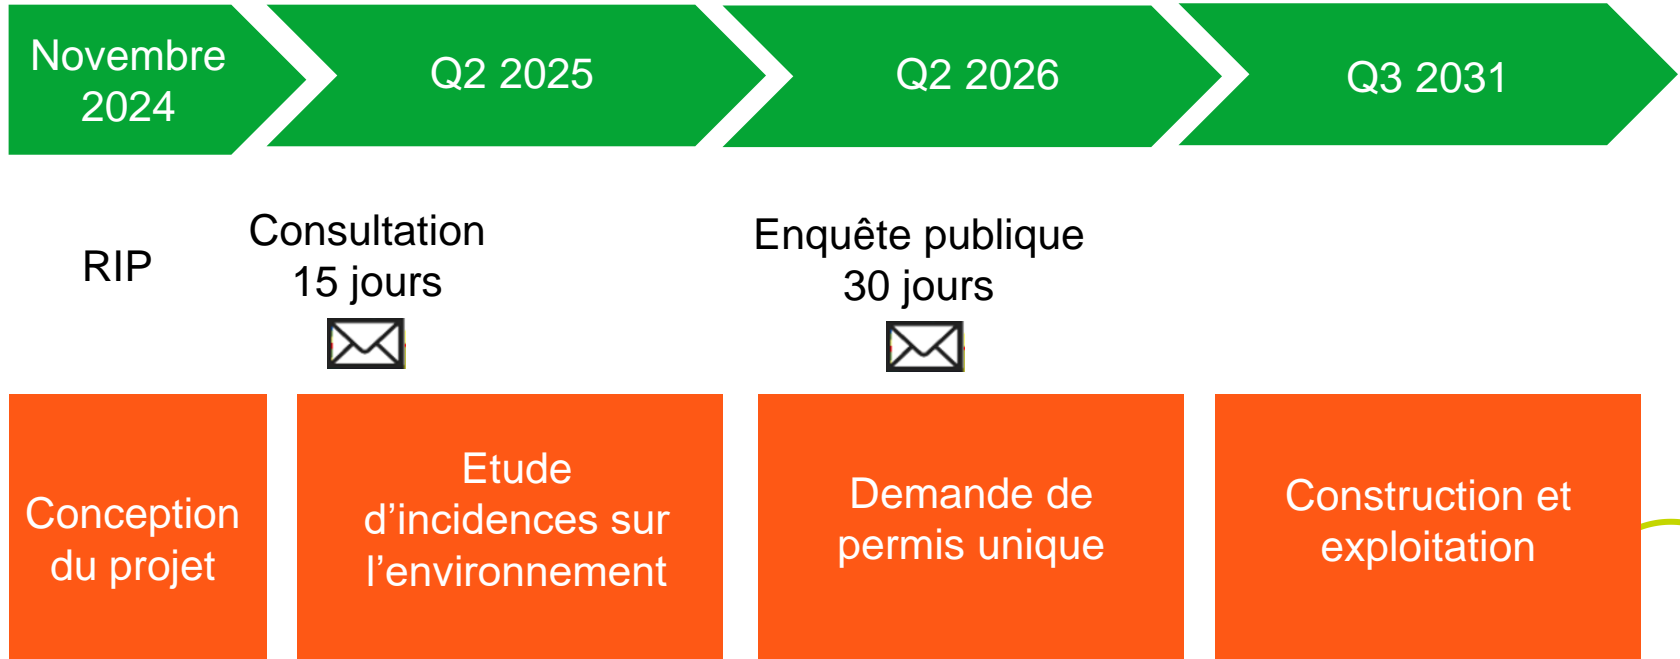 Novembre
2024
Q2 2025
Q2 2026
Q3 2031
RIP
Consultation
15 jours
Enquête publique
30 jours
Conception
du projet
Etude
d’incidences sur
l’environnement
Demande de
permis unique
Construction et
exploitation